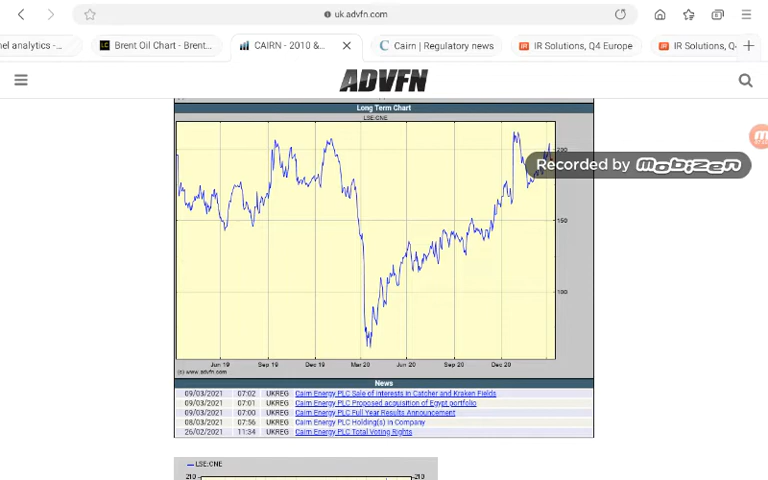 uk.advfn.com
nel analytics -...
LC Brent Oil Chart - Brent...
CAIRN - 2010 &...
Cairn | Regulatory news
IR Solutions, Q4 Europe
IR Solutions, Q4
ADVFN
Long Term Chart
LSE:CNE
200
Recorded by mobizen
150
100
Jun 19 Sep 19 Dec 19 Mar 20 Jun 20 Sep 20 Dec 20
(c) www.advfn.com
News
09/03/2021 07:02 UKREG Cairn Energy PLC Sale of interests in Catcher and Kraken Fields
09/03/2021 07:01 UKREG Cairn Energy PLC Proposed acquisition of Egypt portfolio
09/03/2021 07:00 UKREG Cairn Energy PLC Full Year Results Announcement
08/03/2021 07:56 UKREG Cairn Energy PLC Holding(s) in Company
26/02/2021 11:34 UKREG Cairn Energy PLC Total Voting Rights
LSE:CNE
210 210